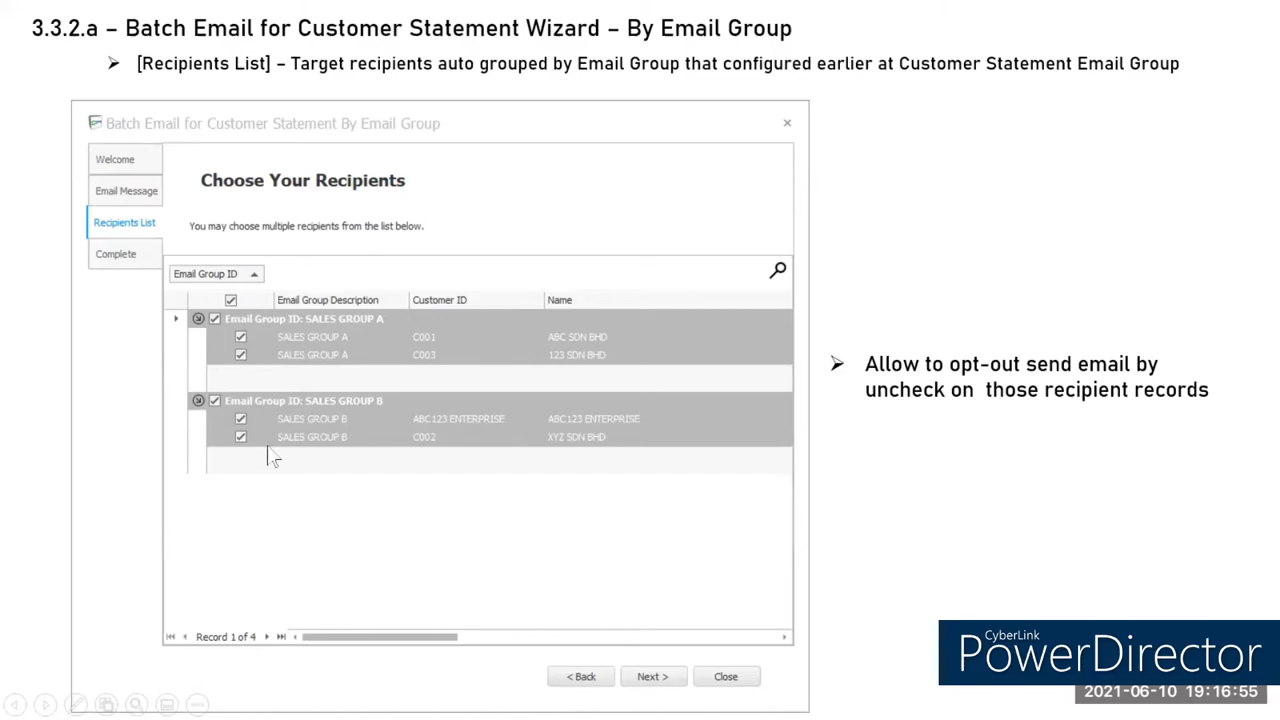 3.3.2.a – Batch Email for Customer Statement Wizard – By Email Group
[Recipients List] – Target recipients auto grouped by Email Group that configured earlier at Customer Statement Email Group
Batch Email for Customer Statement By Email Group
Welcome
Email Message
Recipients List
Complete
Choose Your Recipients
You may choose multiple recipients from the list below.
Email Group ID
Email Group Description Customer ID Name
Email Group ID: SALES GROUP A
SALES GROUP A C001 ABC SDN BHD
SALES GROUP A C003 123 SDN BHD
Email Group ID: SALES GROUP B
SALES GROUP B ABC123 ENTERPRISE ABC123 ENTERPRISE
SALES GROUP B C002 XYZ SDN BHD
Record 1 of 4
< Back Next > Close
Allow to opt-out send email by
uncheck on those recipient records
CyberLink
PowerDirector
2021-06-10 19:16:55